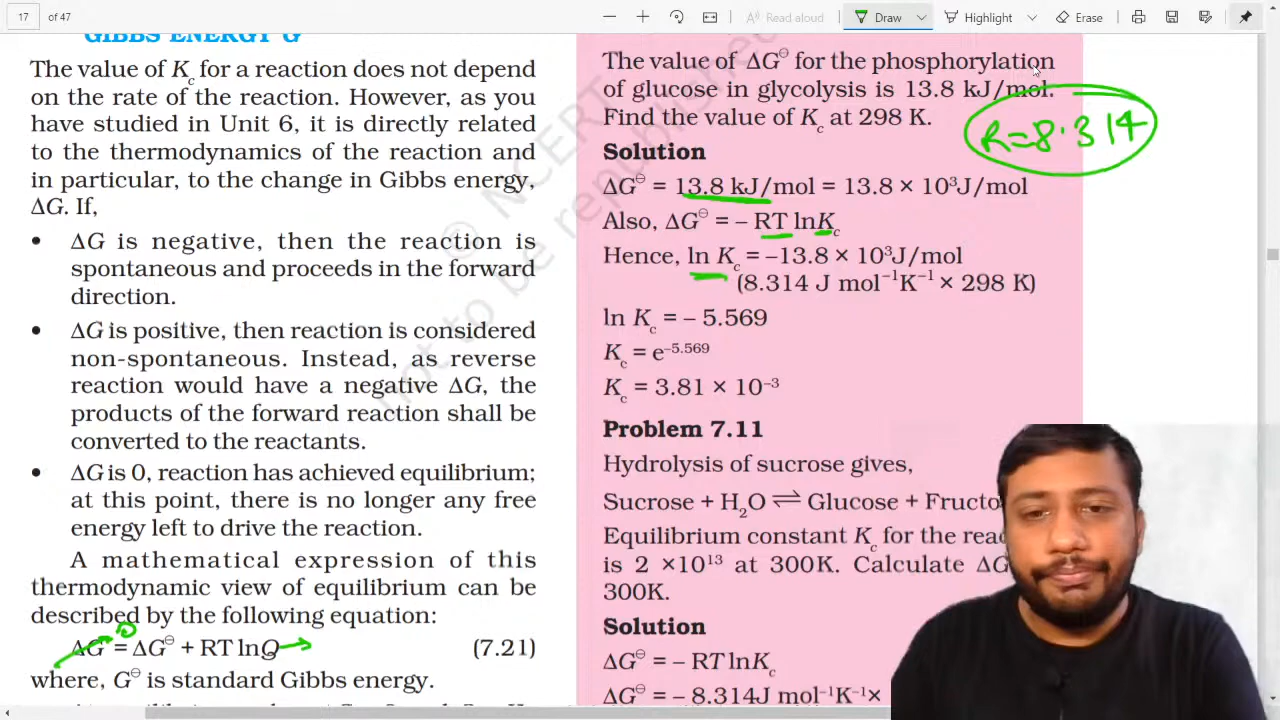 17 of 47
Read aloud
Draw
Highlight
Erase
GIBBS ENERGY G
The value of Kc for a reaction does not depend
on the rate of the reaction. However, as you
have studied in Unit 6, it is directly related
to the thermodynamics of the reaction and
in particular, to the change in Gibbs energy,
ΔG. If,
• ΔG is negative, then the reaction is
spontaneous and proceeds in the forward
direction.
• ΔG is positive, then reaction is considered
non-spontaneous. Instead, as reverse
reaction would have a negative ΔG, the
products of the forward reaction shall be
converted to the reactants.
• ΔG is 0, reaction has achieved equilibrium;
at this point, there is no longer any free
energy left to drive the reaction.
A mathematical expression of this
thermodynamic view of equilibrium can be
described by the following equation:
0
ΔG = ΔG⊖ + RT lnQ (7.21)
where, G⊖ is standard Gibbs energy.
The value of ΔG⊖ for the phosphorylation
of glucose in glycolysis is 13.8 kJ/mol.
Find the value of Kc at 298 K.
R=8.314
Solution
ΔG⊖ = 13.8 kJ/mol = 13.8 × 10³J/mol
Also, ΔG⊖ = – RT lnKc
Hence, ln Kc = –13.8 × 10³J/mol
(8.314 J mol⁻¹K⁻¹ × 298 K)
ln Kc = – 5.569
Kc = e⁻⁵·⁵⁶⁹
Kc = 3.81 × 10⁻³
Problem 7.11
Hydrolysis of sucrose gives,
Sucrose + H₂O ⇌ Glucose + Fructo
Equilibrium constant Kc for the reac
is 2 ×10¹³ at 300K. Calculate ΔG
300K.
Solution
ΔG⊖ = – RT lnKc
ΔG⊖ = – 8.314J mol⁻¹K⁻¹×
© NCERT
not to be republished